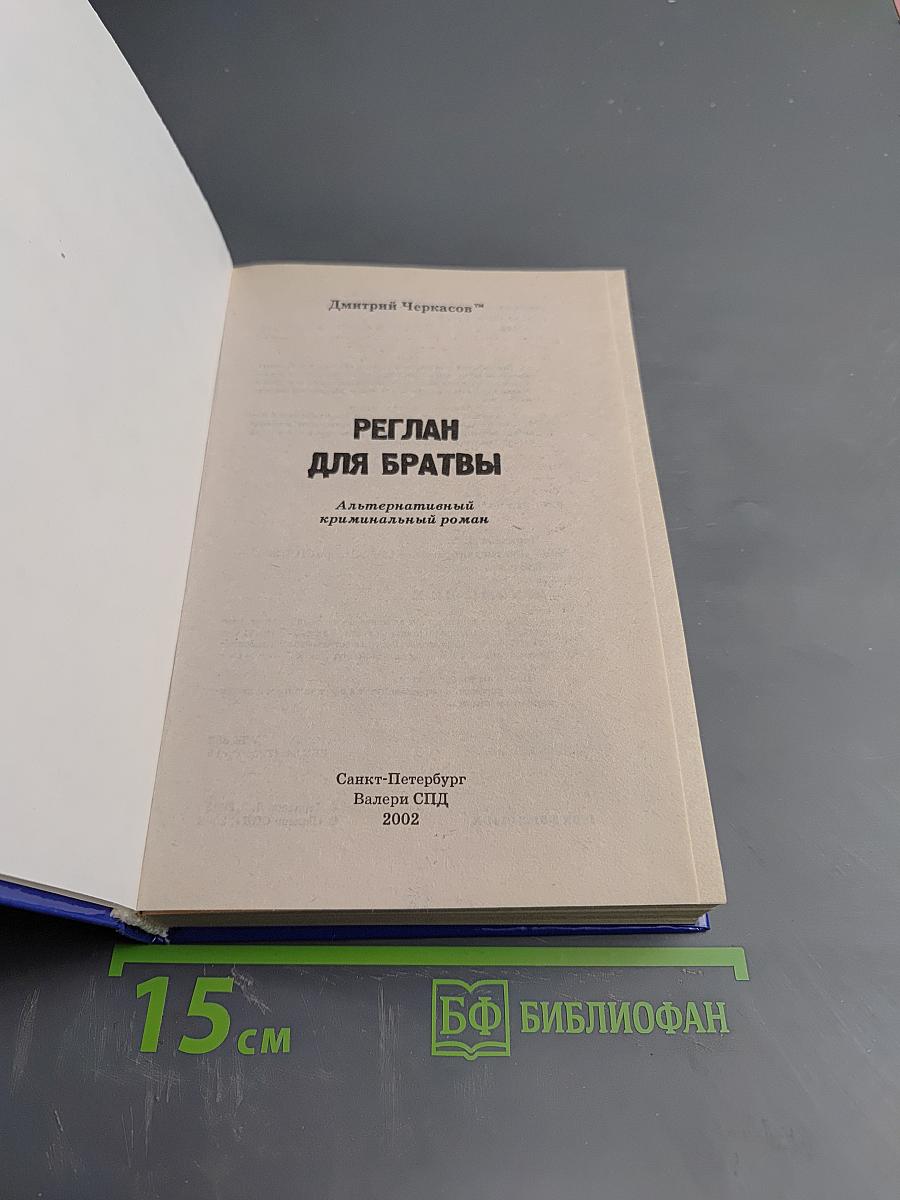 Дмитрий Черкасов™
РЕГЛАН
ДЛЯ БРАТВЫ
Альтернативный
криминальный роман
Санкт-Петербург
Валери СПД
2002
15 см
БФ БИБЛИОФАН